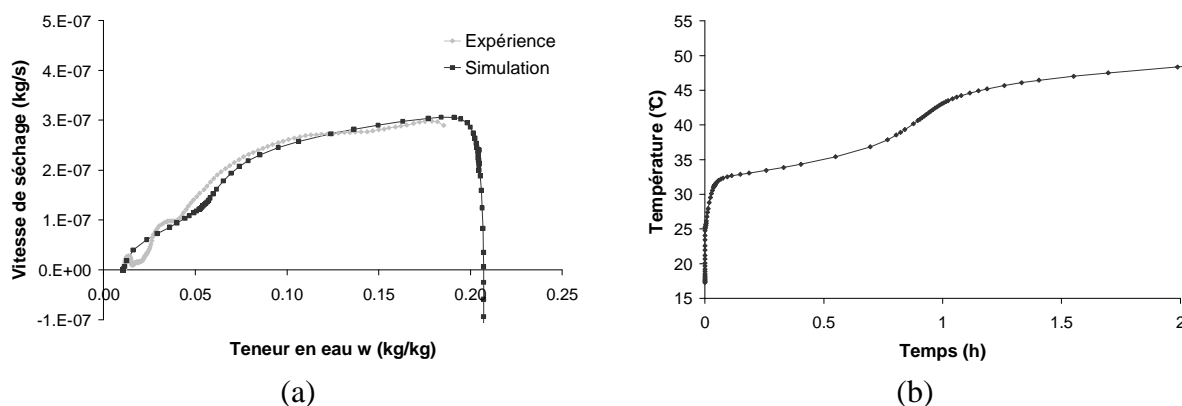 5.E-07
4.E-07
3.E-07
2.E-07
1.E-07
0.E+00
-1.E-07
0.00
0.05
0.10
0.15
0.20
0.25
Vitesse de séchage (kg/s)
Teneur en eau w (kg/kg)
Expérience
Simulation
(a)
55
50
45
40
35
30
25
20
15
0
0.5
1
1.5
2
Température (°C)
Temps (h)
(b)